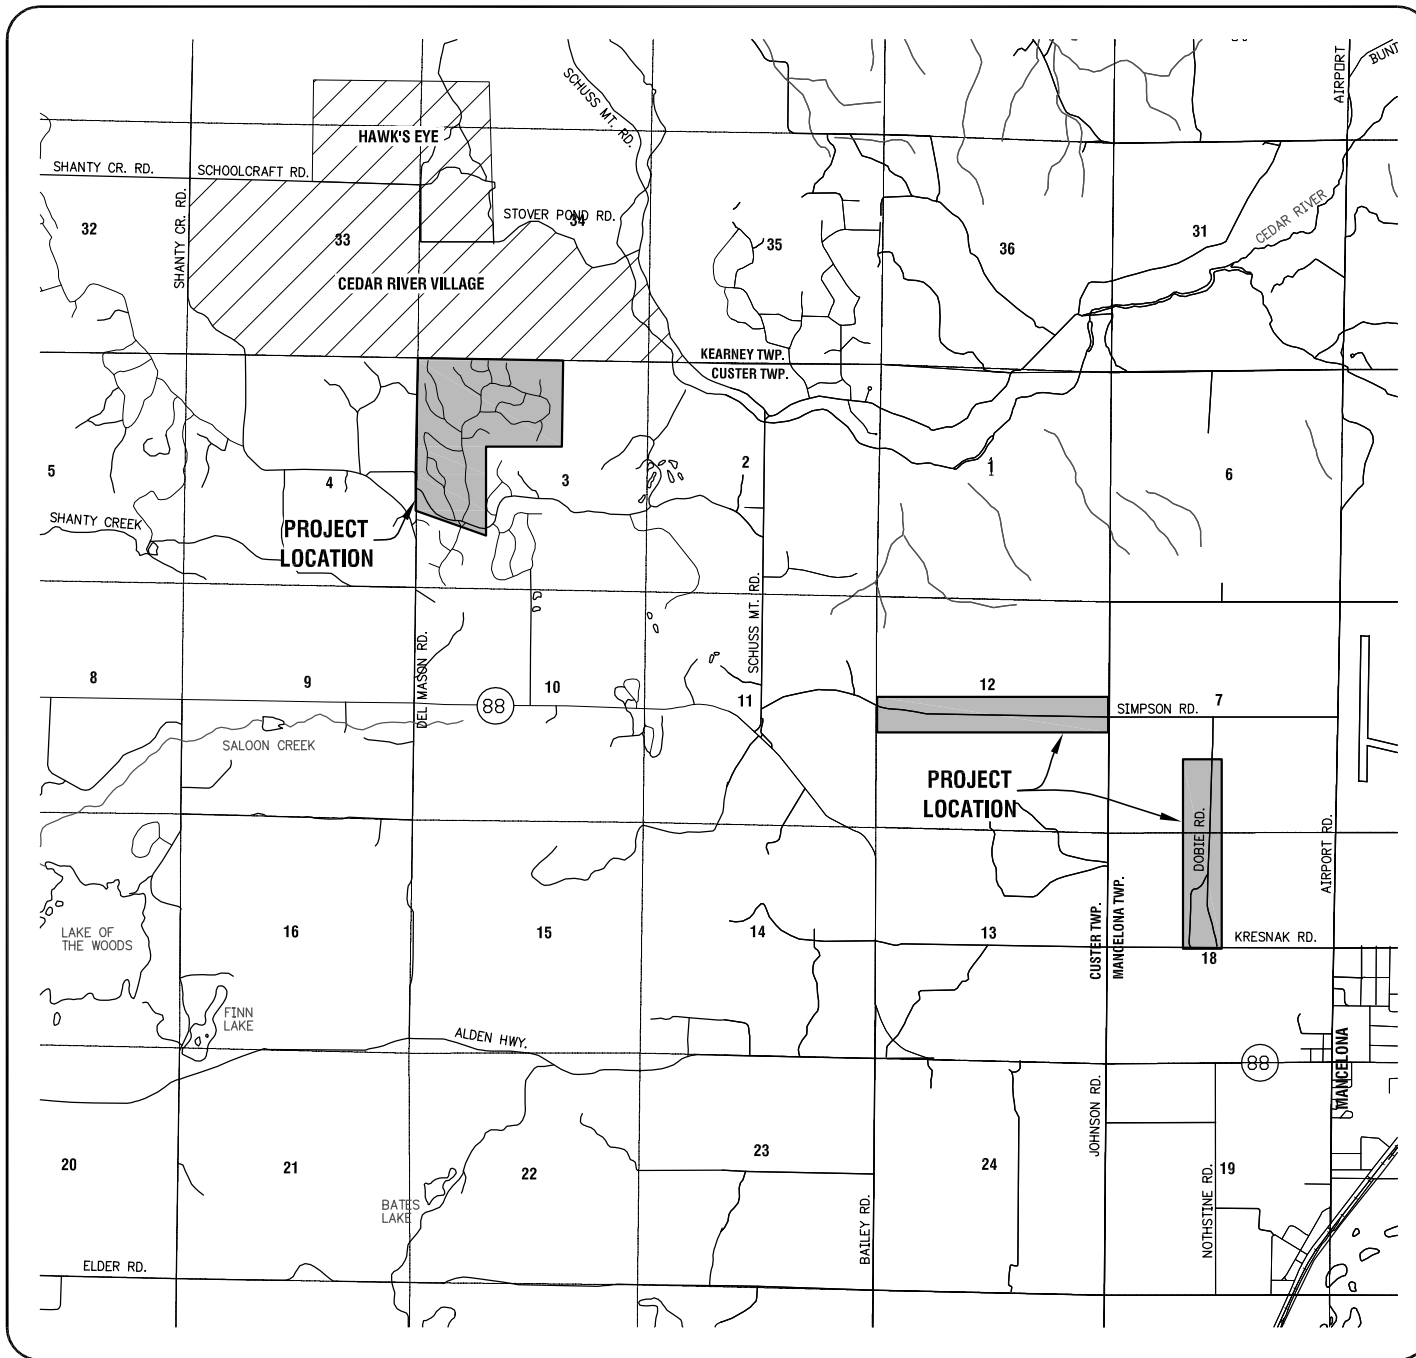 AIRPORT
BUNT
SCHUSS MT. RD.
HAWK'S EYE
SHANTY CR. RD.
SCHOOLCRAFT RD.
SHANTY CR. RD.
STOVER POND RD.
CEDAR RIVER
32
33
34
35
36
31
CEDAR RIVER VILLAGE
KEARNEY TWP.
CUSTER TWP.
5
4
3
2
1
6
SHANTY CREEK
PROJECT
LOCATION
SCHUSS MT. RD.
DEL MASON RD.
8
9
88
10
11
12
7
SIMPSON RD.
SALOON CREEK
PROJECT
LOCATION
DOBIE RD.
AIRPORT RD.
CUSTER TWP.
MANCELONA TWP.
LAKE OF
THE WOODS
16
15
14
13
KRESNAK RD.
18
FINN
LAKE
ALDEN HWY.
88
MANCELONA
JOHNSON RD.
20
21
22
23
24
19
NOTHSTINE RD.
BATES
LAKE
BAILEY RD.
ELDER RD.